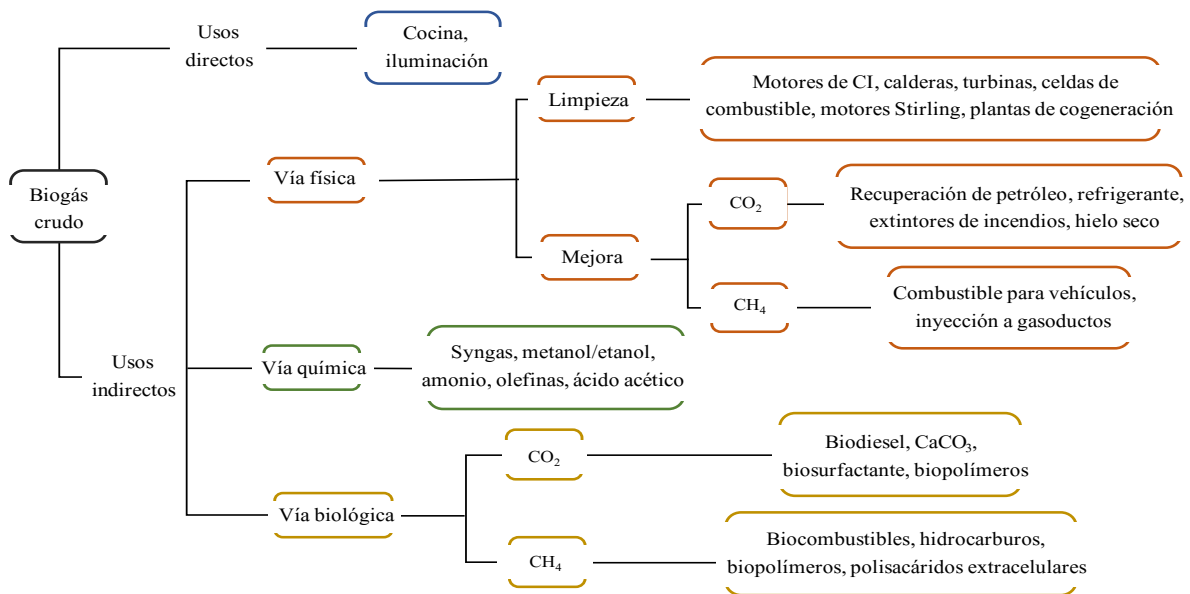 Biogás
crudo
Usos
directos
Cocina,
iluminación
Usos
indirectos
Vía física
Limpieza
Motores de CI, calderas, turbinas, celdas de
combustible, motores Stirling, plantas de cogeneración
Mejora
CO₂
Recuperación de petróleo, refrigerante,
extintores de incendios, hielo seco
CH₄
Combustible para vehículos,
inyección a gasoductos
Vía química
Syngas, metanol/etanol,
amonio, olefinas, ácido acético
Vía biológica
CO₂
Biodiesel, CaCO₃,
biosurfactante, biopolímeros
CH₄
Biocombustibles, hidrocarburos,
biopolímeros, polisacáridos extracelulares